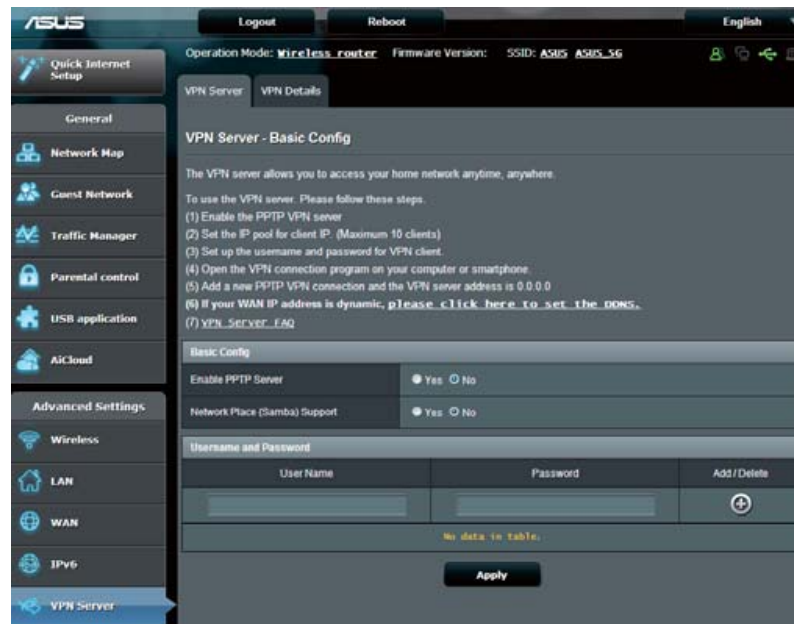 ASUS
Logout
Reboot
English
Operation Mode: Wireless router Firmware Version: SSID: ASUS ASUS_5G
Quick Internet
Setup
VPN Server
VPN Details
General
Network Map
Guest Network
Traffic Manager
Parental control
USB application
AiCloud
Advanced Settings
Wireless
LAN
WAN
IPv6
VPN Server
VPN Server - Basic Config
The VPN server allows you to access your home network anytime, anywhere.
To use the VPN server. Please follow these steps.
(1) Enable the PPTP VPN server
(2) Set the IP pool for client IP. (Maximum 10 clients)
(3) Set up the username and password for VPN client.
(4) Open the VPN connection program on your computer or smartphone.
(5) Add a new PPTP VPN connection and the VPN server address is 0.0.0.0
(6) If your WAN IP address is dynamic, please click here to set the DDNS.
(7) VPN Server FAQ
Basic Config
Enable PPTP Server
Yes No
Network Place (Samba) Support
Yes No
Username and Password
User Name
Password
Add / Delete
No data in table.
Apply